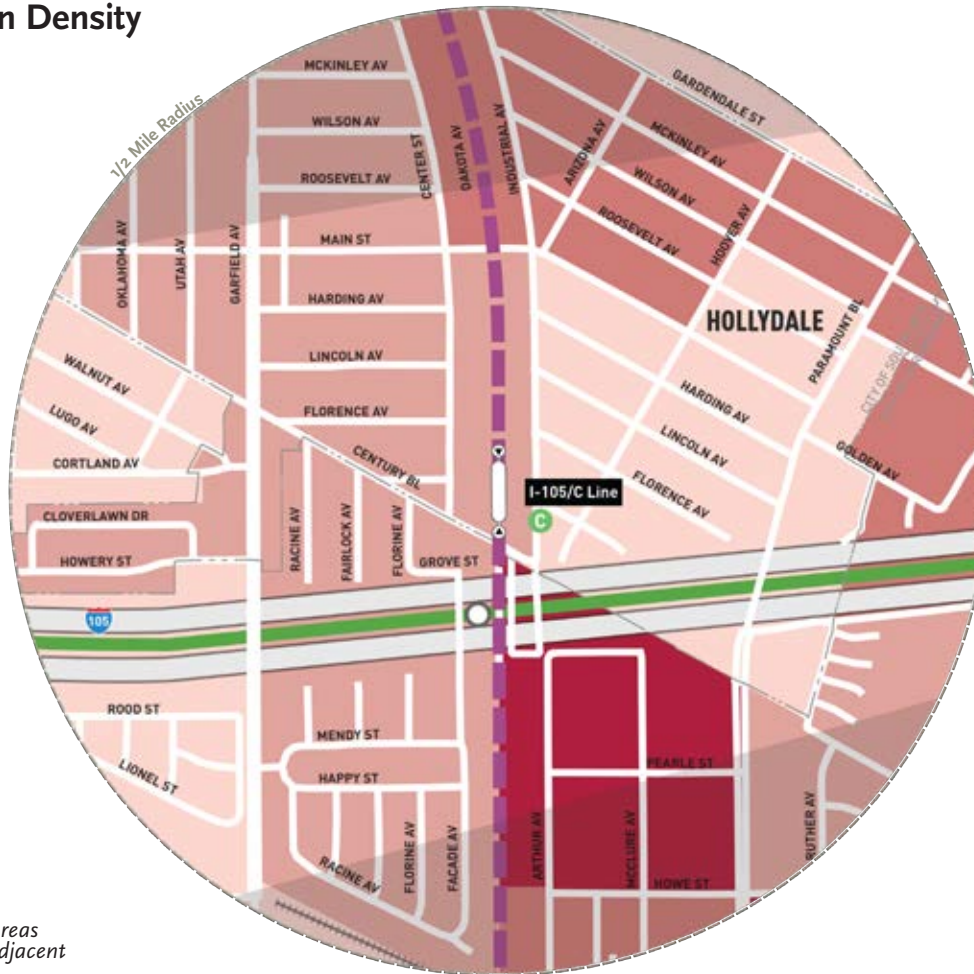 n Density
1/2 Mile Radius
MCKINLEY AV
WILSON AV
ROOSEVELT AV
MAIN ST
HARDING AV
LINCOLN AV
FLORENCE AV
OKLAHOMA AV
UTAH AV
GARFIELD AV
CENTER ST
DAKOTA AV
INDUSTRIAL AV
GARDENDALE ST
ARIZONA AV
MCKINLEY AV
WILSON AV
ROOSEVELT AV
HOOVER AV
HOLLYDALE
PARAMOUNT BL
CITY OF
HARDING AV
LINCOLN AV
FLORENCE AV
GOLDEN AV
WALNUT AV
LUGO AV
CORTLAND AV
CENTURY BL
I-105/C Line
C
CLOVERLAWN DR
HOWERY ST
RACINE AV
FAIRLOCK AV
FLORINE AV
GROVE ST
105
ROOD ST
LIONEL ST
MENDY ST
HAPPY ST
RACINE AV
FLORINE AV
FACADE AV
ARTHUR AV
MCCLURE AV
PEARLE ST
HOWE ST
RUTHER AV
reas
djacent